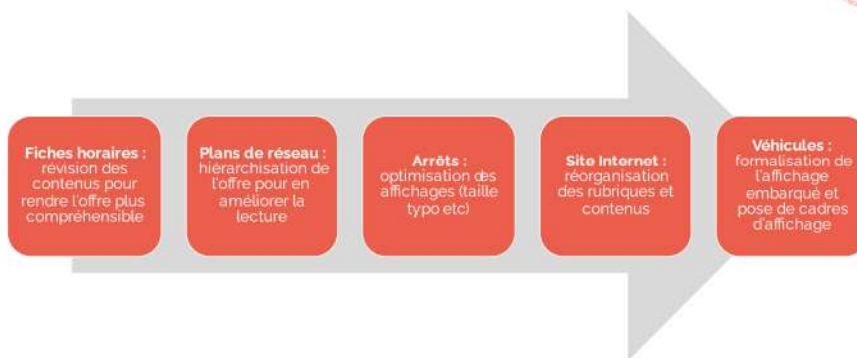 Fiches horaires :
révision des
contenus pour
rendre l'offre plus
compréhensible
Plans de réseau :
hiérarchisation de
l'offre pour en
améliorer la
lecture
Arrêts :
optimisation des
affichages (taille
typo etc)
Site Internet :
réorganisation
des rubriques et
contenus
Véhicules :
formalisation de
l'affichage
embarqué et
pose de cadres
d'affichage